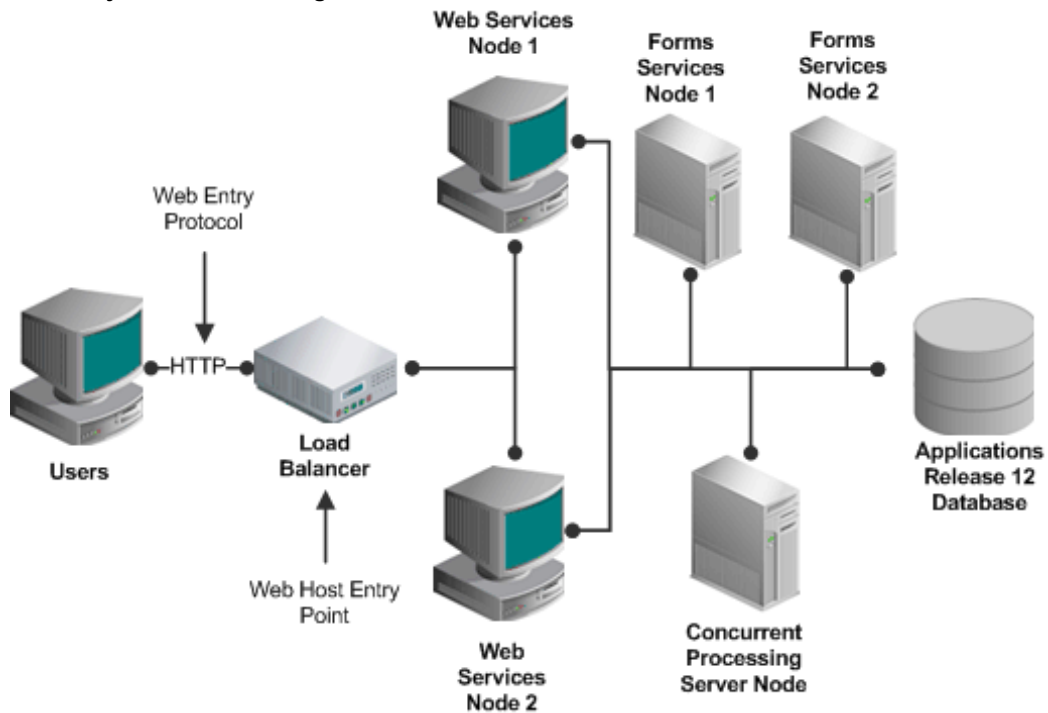 Web Services
Node 1
Forms
Services
Node 1
Forms
Services
Node 2
Web Entry
Protocol
HTTP
Users
Load
Balancer
Web Host Entry
Point
Web
Services
Node 2
Concurrent
Processing
Server Node
Applications
Release 12
Database